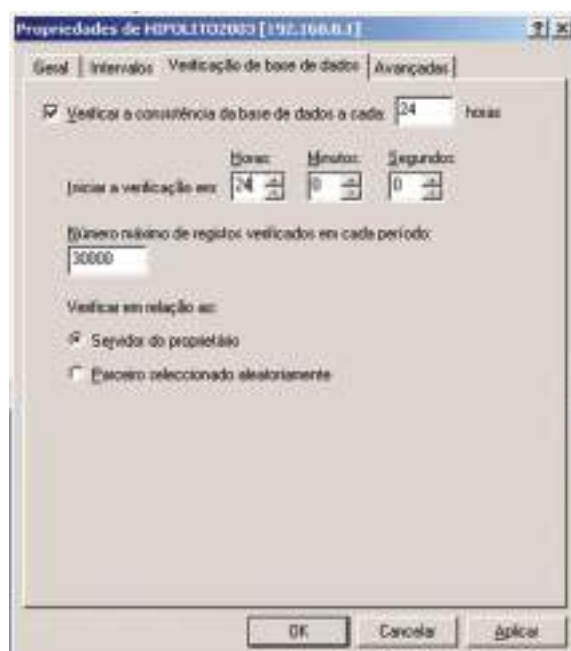 Propriedades de HIPOLITO2003 [192.168.0.1]
Geral Intervalos Verificação de base de dados Avançadas
Verificar a consistência da base de dados a cada: 24 horas
Horas: Minutos: Segundos:
Iniciar a verificação em: 24 0 0
Número máximo de registos verificados em cada período:
30000
Verificar em relação ao:
Servidor do proprietário
Parceiro seleccionado aleatoriamente
OK Cancelar Aplicar